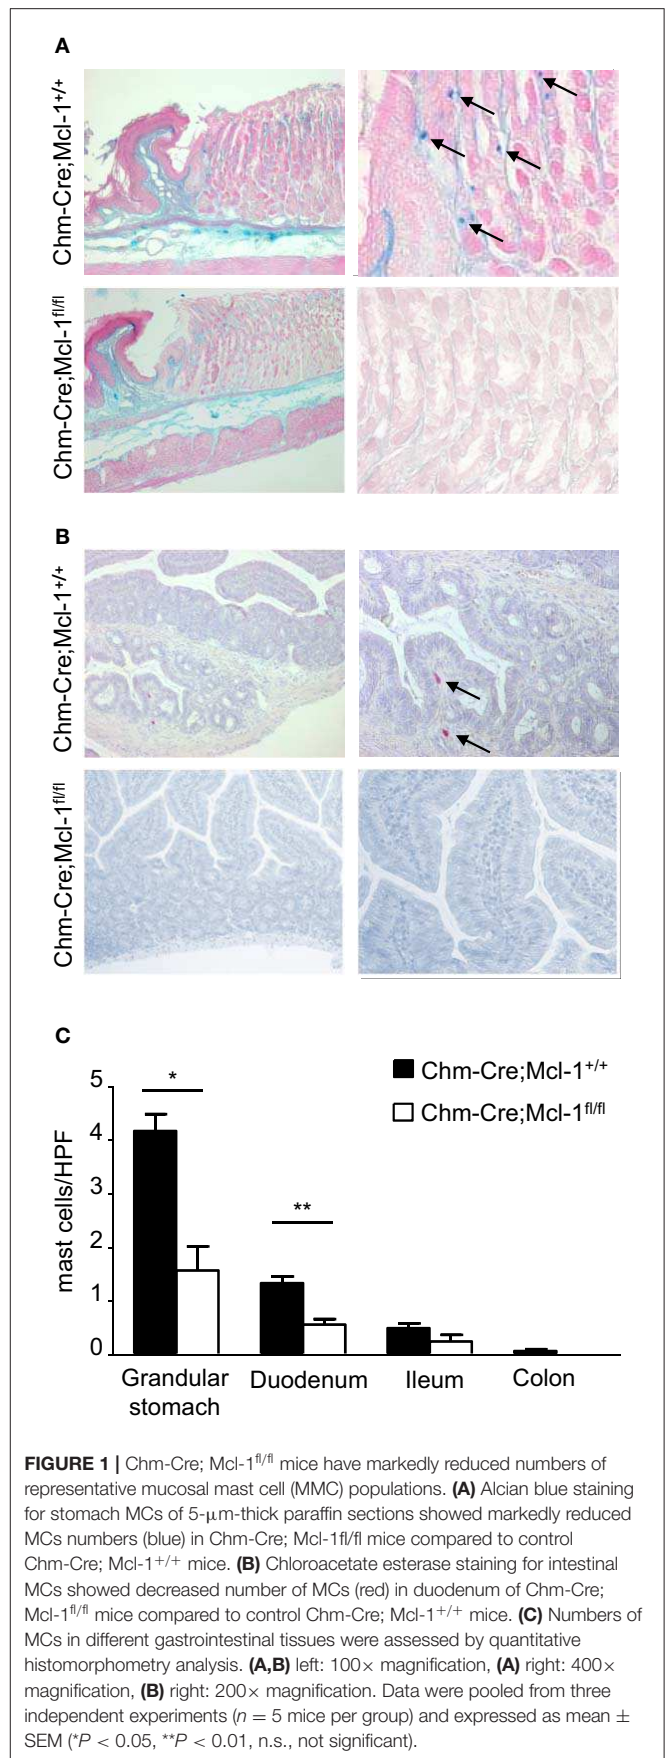 A
Chm-Cre;Mcl-1+/+
Chm-Cre;Mcl-1fl/fl
B
Chm-Cre;Mcl-1+/+
Chm-Cre;Mcl-1fl/fl
C
Chm-Cre;Mcl-1+/+
Chm-Cre;Mcl-1fl/fl
mast cells/HPF
5
4
3
2
1
0
*
**
Grandular
stomach
Duodenum
Ileum
Colon
FIGURE 1 | Chm-Cre; Mcl-1fl/fl mice have markedly reduced numbers of
representative mucosal mast cell (MMC) populations. (A) Alcian blue staining
for stomach MCs of 5-μm-thick paraffin sections showed markedly reduced
MCs numbers (blue) in Chm-Cre; Mcl-1fl/fl mice compared to control
Chm-Cre; Mcl-1+/+ mice. (B) Chloroacetate esterase staining for intestinal
MCs showed decreased number of MCs (red) in duodenum of Chm-Cre;
Mcl-1fl/fl mice compared to control Chm-Cre; Mcl-1+/+ mice. (C) Numbers of
MCs in different gastrointestinal tissues were assessed by quantitative
histomorphometry analysis. (A,B) left: 100× magnification, (A) right: 400×
magnification, (B) right: 200× magnification. Data were pooled from three
independent experiments (n = 5 mice per group) and expressed as mean ±
SEM (*P < 0.05, **P < 0.01, n.s., not significant).